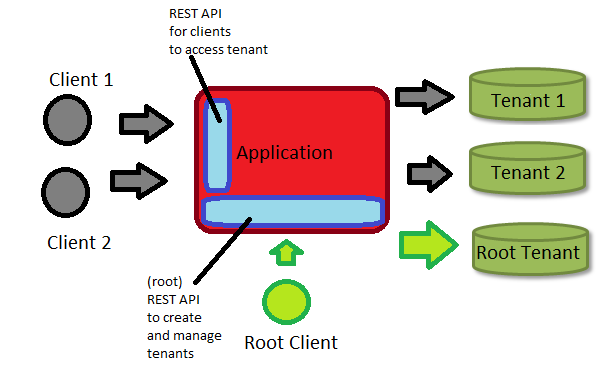 REST API
for clients
to access tenant
Client 1
Client 2
Application
Tenant 1
Tenant 2
Root Tenant
(root)
REST API
to create
and manage
tenants
Root Client